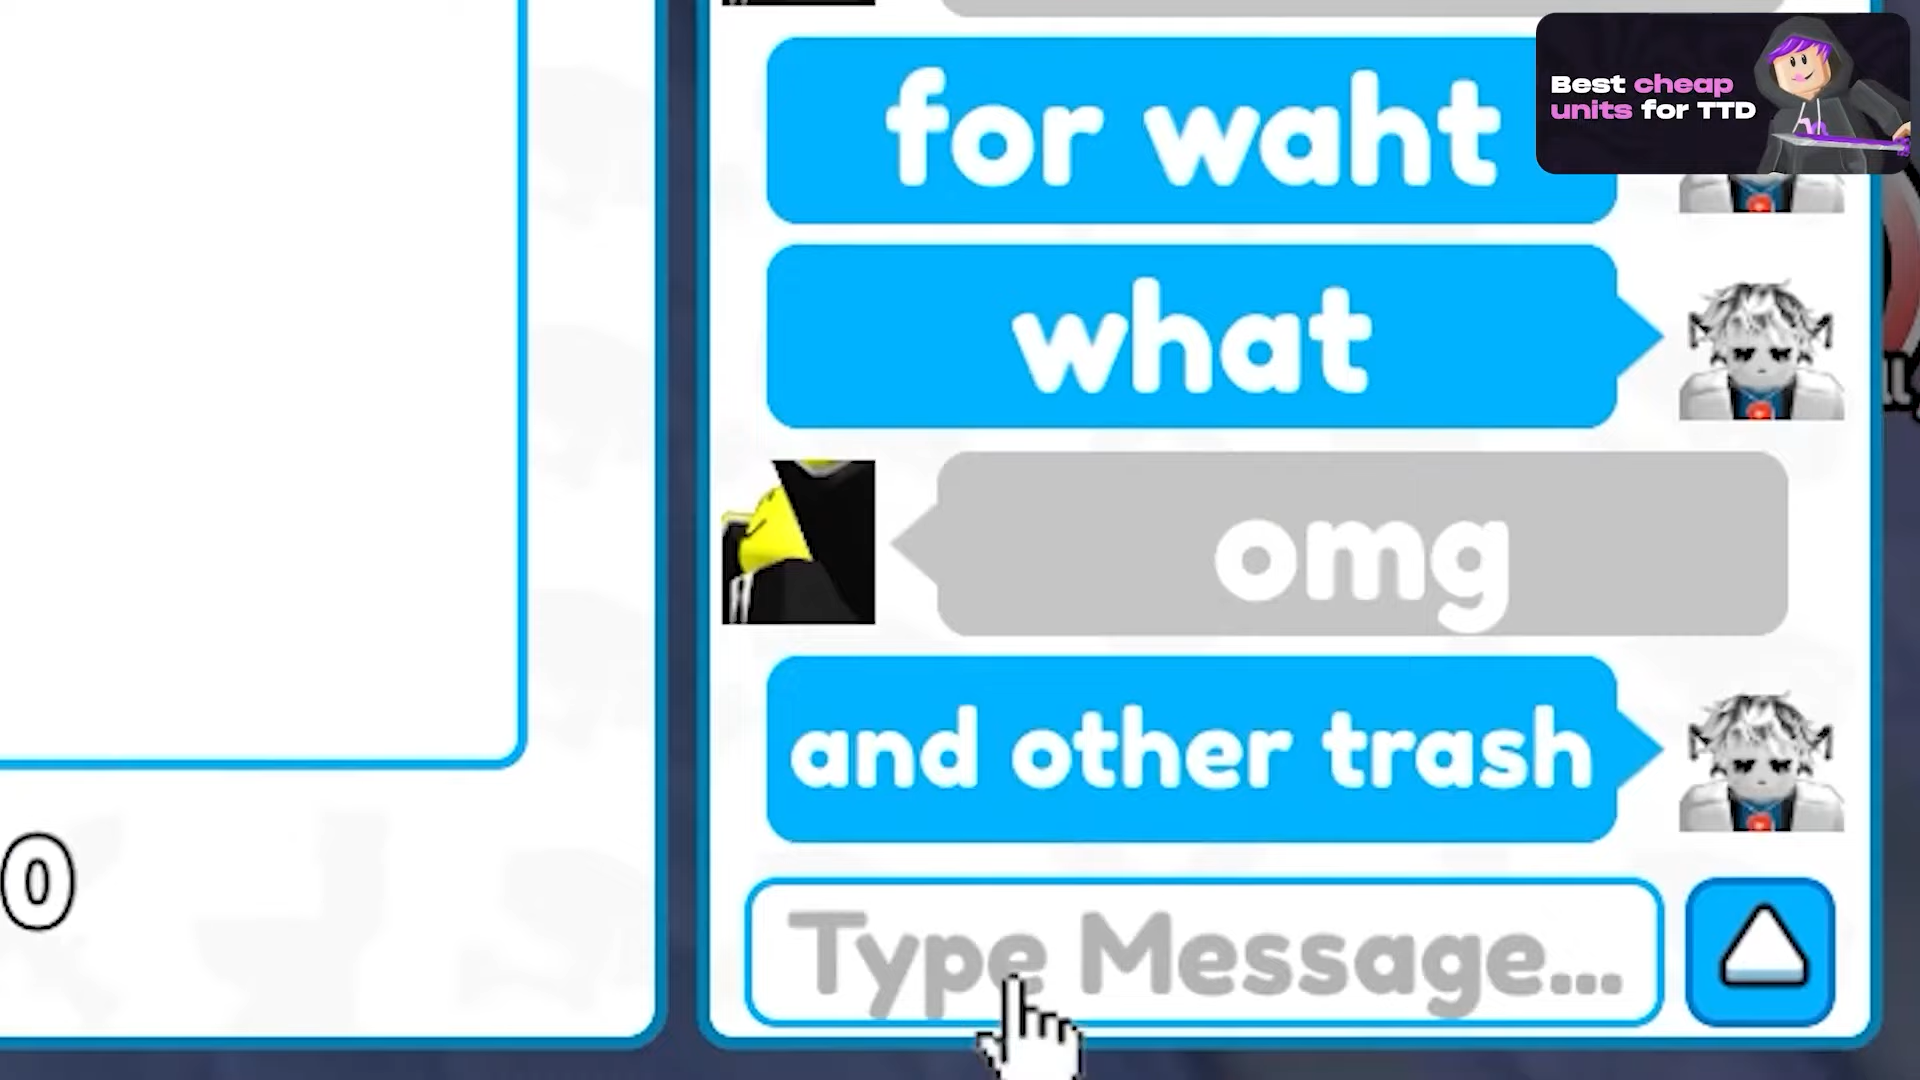 Best cheap
units for TTD
for waht
what
omg
and other trash
0
Type Message...